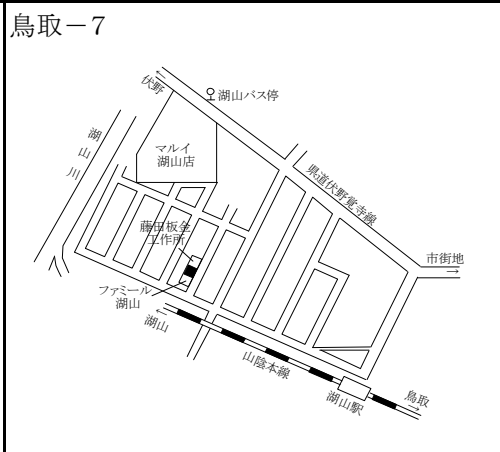 鳥取－7
伏野
湖山バス停
湖山川
マルイ
湖山店
県道伏野覚寺線
藤田板金
工作所
市街地
ファミール
湖山
湖山
山陰本線
湖山駅
鳥取